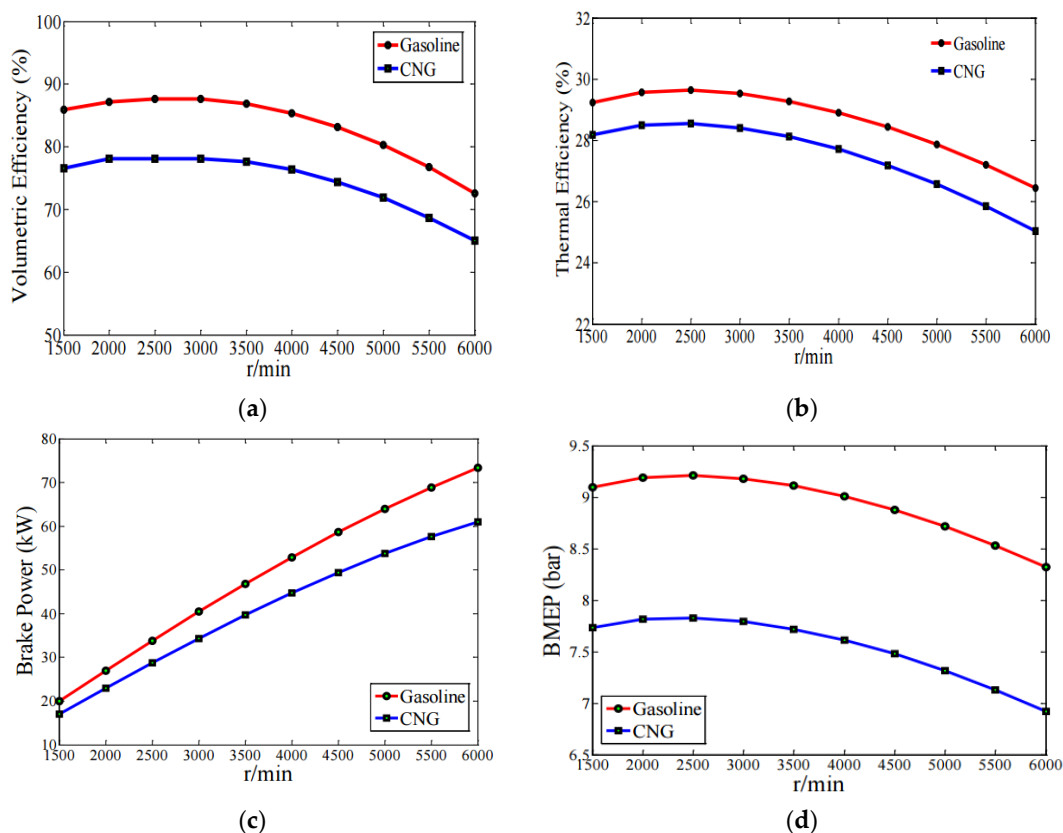 100
90
80
70
60
50
Volumetric Efficiency (%)
Gasoline
CNG
1500 2000 2500 3000 3500 4000 4500 5000 5500 6000
r/min
(a)
32
30
28
26
24
22
Thermal Efficiency (%)
Gasoline
CNG
1500 2000 2500 3000 3500 4000 4500 5000 5500 6000
r/min
(b)
80
70
60
50
40
30
20
10
Brake Power (kW)
Gasoline
CNG
1500 2000 2500 3000 3500 4000 4500 5000 5500 6000
r/min
(c)
9.5
9
8.5
8
7.5
7
6.5
BMEP (bar)
Gasoline
CNG
1500 2000 2500 3000 3500 4000 4500 5000 5500 6000
r/min
(d)